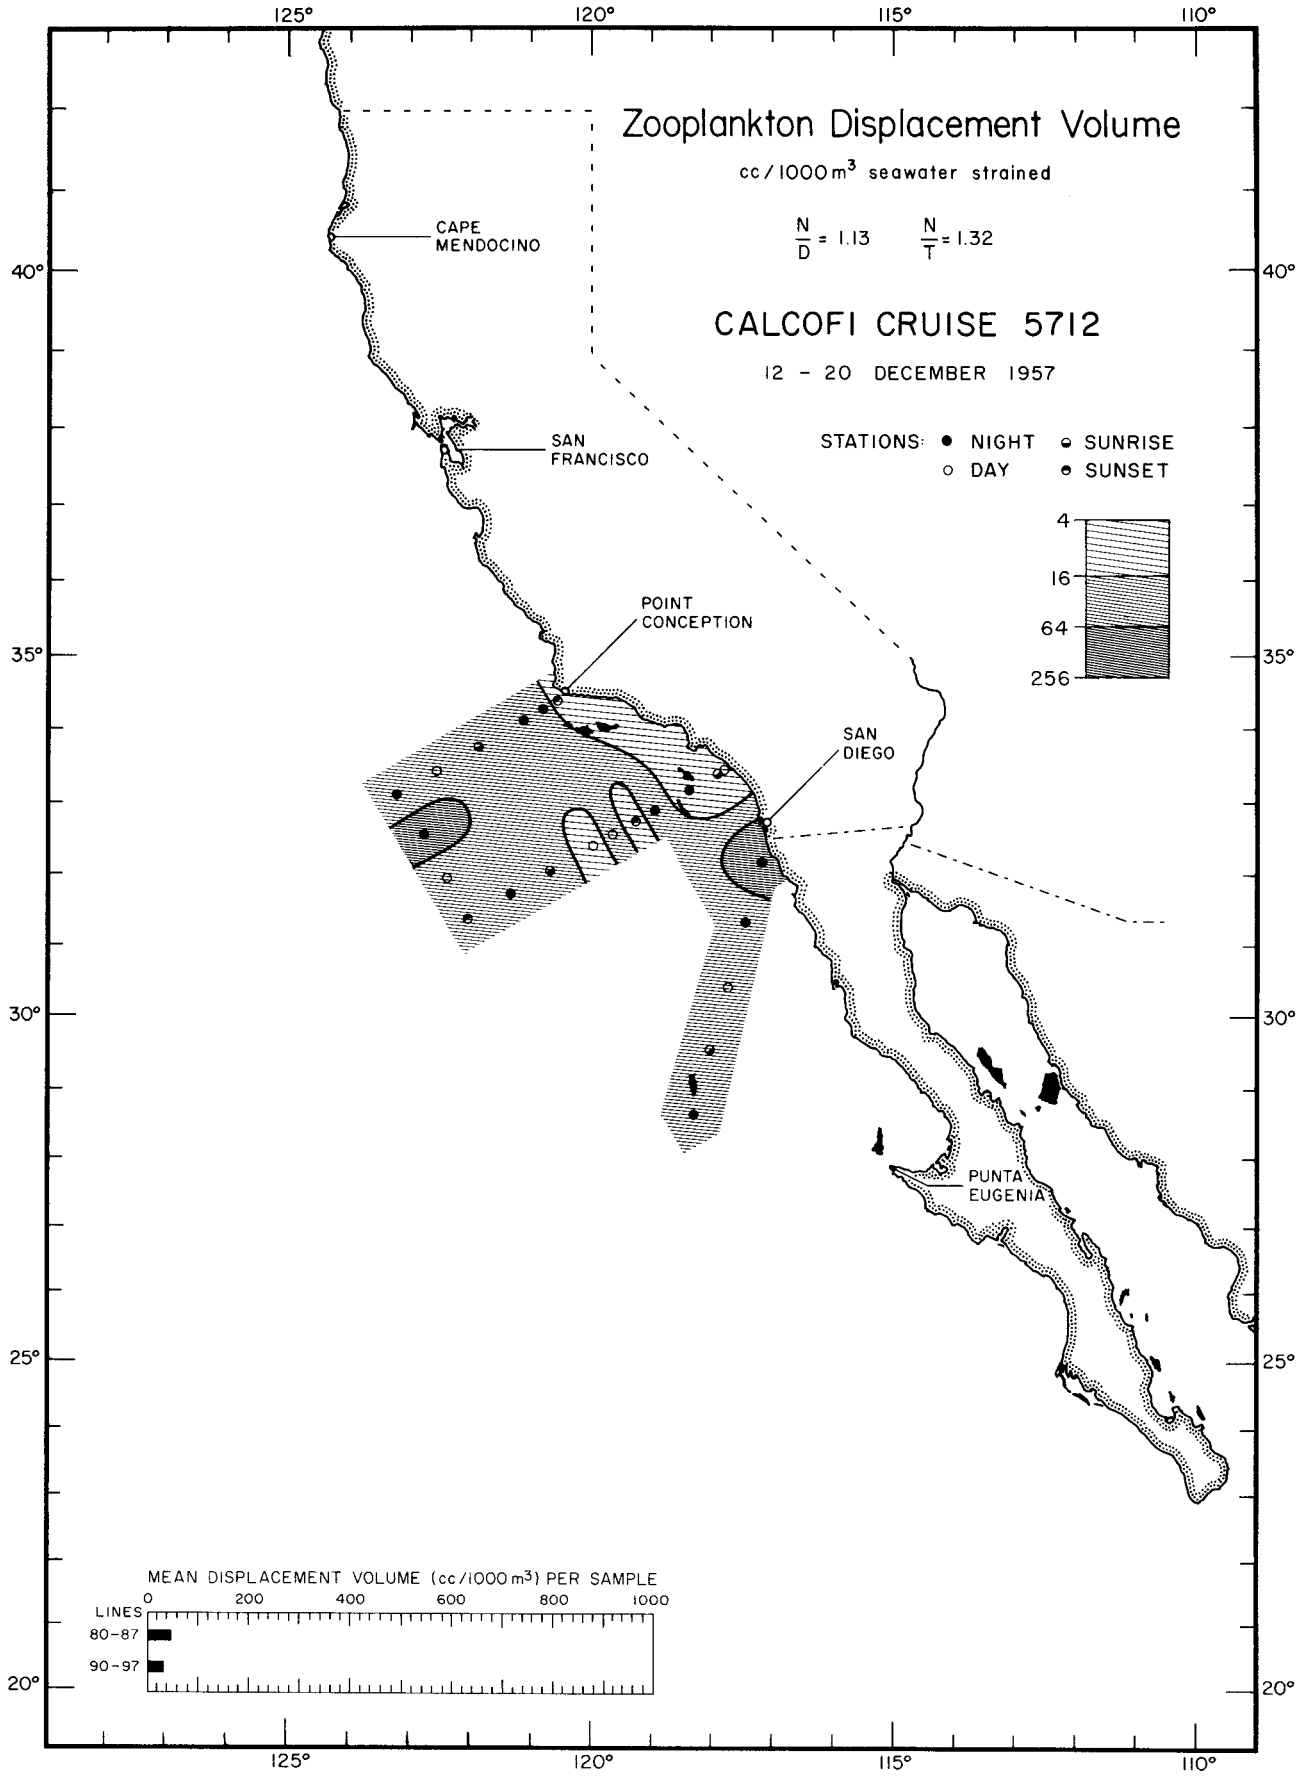 125° 120° 115° 110°
Zooplankton Displacement Volume
cc/1000 m³ seawater strained
N/D = 1.13 N/T = 1.32
CAPE
MENDOCINO
40° 40°
CALCOFI CRUISE 5712
12 - 20 DECEMBER 1957
STATIONS: ● NIGHT ◒ SUNRISE
○ DAY ◓ SUNSET
SAN
FRANCISCO
4
16
64
256
POINT
CONCEPTION
35° 35°
SAN
DIEGO
30° 30°
PUNTA
EUGENIA
25° 25°
MEAN DISPLACEMENT VOLUME (cc/1000 m³) PER SAMPLE
0 200 400 600 800 1000
LINES
80-87
90-97
20° 20°
125° 120° 115° 110°